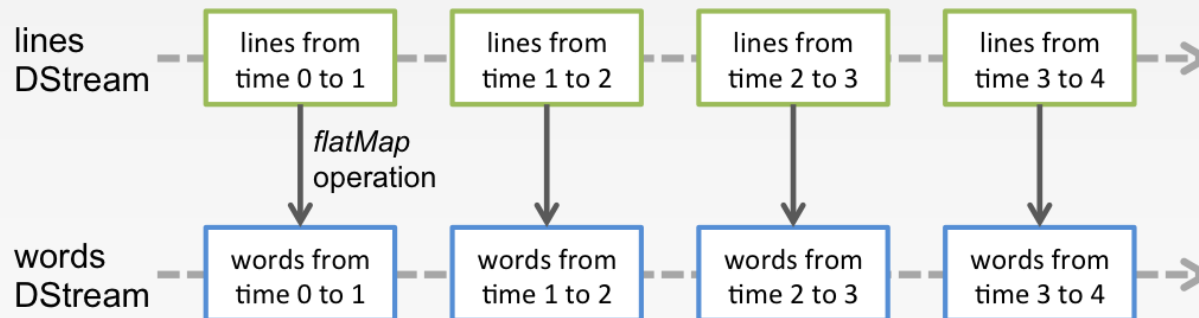 lines
DStream
lines from
time 0 to 1
lines from
time 1 to 2
lines from
time 2 to 3
lines from
time 3 to 4
flatMap
operation
words
DStream
words from
time 0 to 1
words from
time 1 to 2
words from
time 2 to 3
words from
time 3 to 4